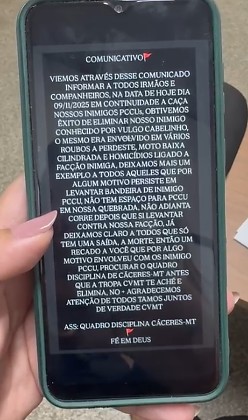 COMUNICATIVO🚩
VIEMOS ATRAVÉS DESSE COMUNICADO
INFORMAR A TODOS IRMÃOS E
COMPANHEIROS, NA DATA DE HOJE DIA
09/11/2025 EM CONTINUIDADE A CAÇA
NOSSOS INIMIGOS PCCU§, OBTIVEMOS
ÊXITO DE ELIMINAR NOSSO INIMIGO
CONHECIDO POR VULGO CABELINHO,
O MESMO ERA ENVOLVIDO EM VÁRIOS
ROUBOS A PERDESTE, MOTO BAIXA
CILINDRADA E HOMICÍDIOS LIGADO A
FACÇÃO INIMIGA, DEIXAMOS MAIS UM
EXEMPLO A TODOS AQUELES QUE POR
ALGUM MOTIVO PERSISTE EM
LEVANTAR BANDEIRA DE INIMIGO
PCCU, NÃO TEM ESPAÇO PARA PCCU
EM NOSSA QUEBRADA, NÃO ADIANTA
CORRE DEPOIS QUE SI LEVANTAR
CONTRA NOSSA FACÇÃO, JÁ
DEIXAMOS CLARO A TODOS QUE SÓ
TEM UMA SAÍDA, A MORTE, ENTÃO UM
RECADO A VOCÊ QUE POR ALGO
MOTIVO ENVOLVEU COM OS INIMIGO
PCCU, PROCURAR O QUADRO
DISCIPLINA DE CÁCERES-MT ANTES
QUE A TROPA CVMT TE ACHÉ E
ELIMINA, NO + AGRADECEMOS
ATENÇÃO DE TODOS TAMOS JUNTOS
DE VERDADE CVMT
ASS: QUADRO DISCIPLINA CÁCERES-MT
🚩
FÉ EM DEUS